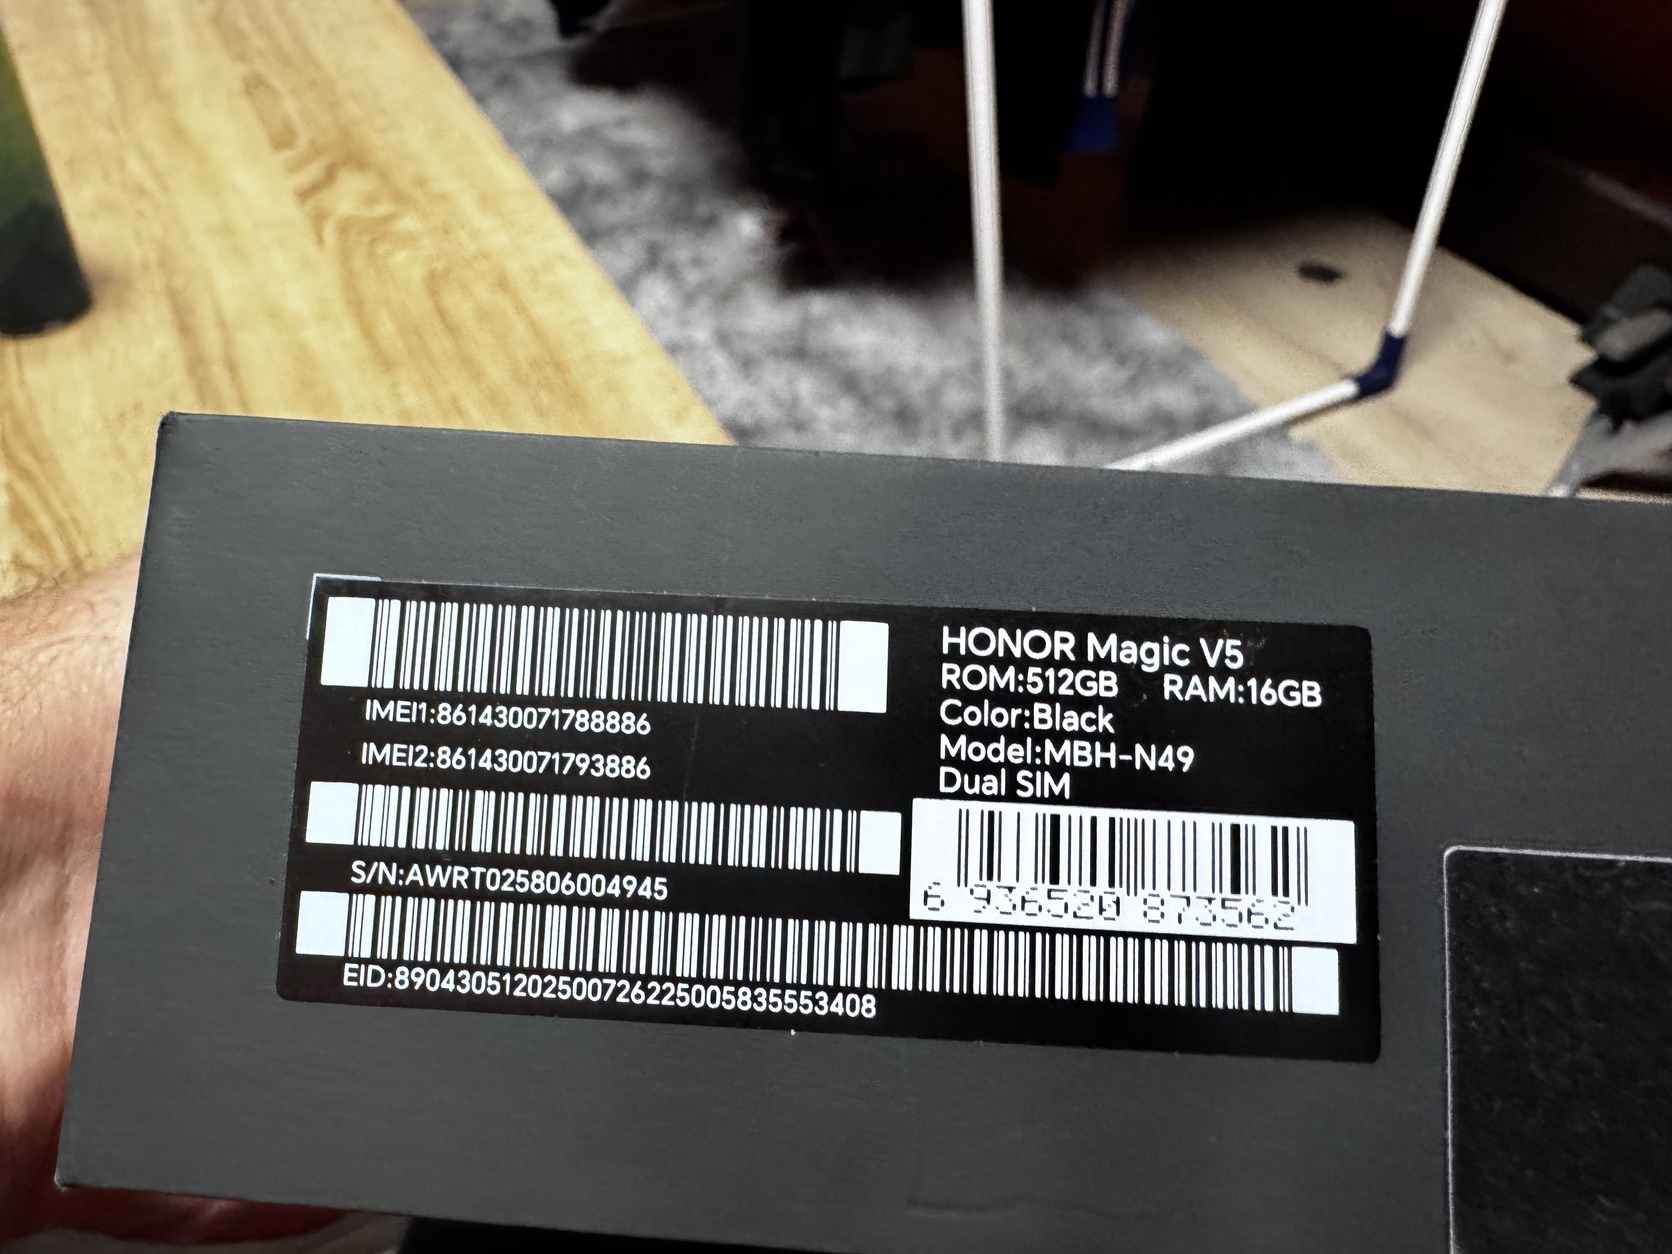 IMEI1:861430071788886
IMEI2:861430071793886
S/N:AWRT025806004945
EID:89043051202500726225005835553408
HONOR Magic V5
ROM:512GB RAM:16GB
Color:Black
Model:MBH-N49
Dual SIM
6 936520 873562